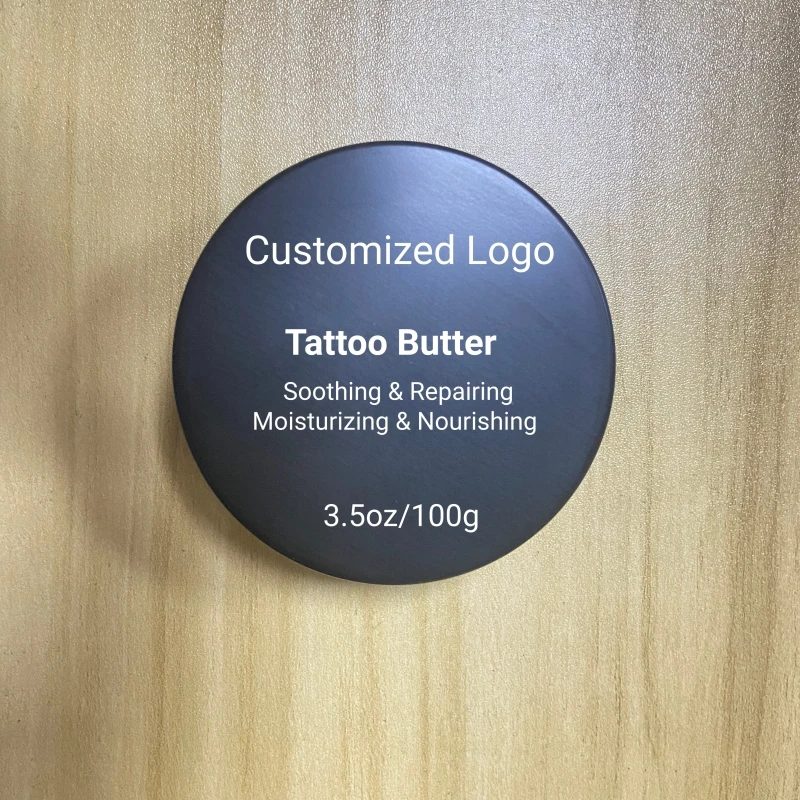 Customized Logo
Tattoo Butter
Soothing & Repairing
Moisturizing & Nourishing
3.5oz/100g